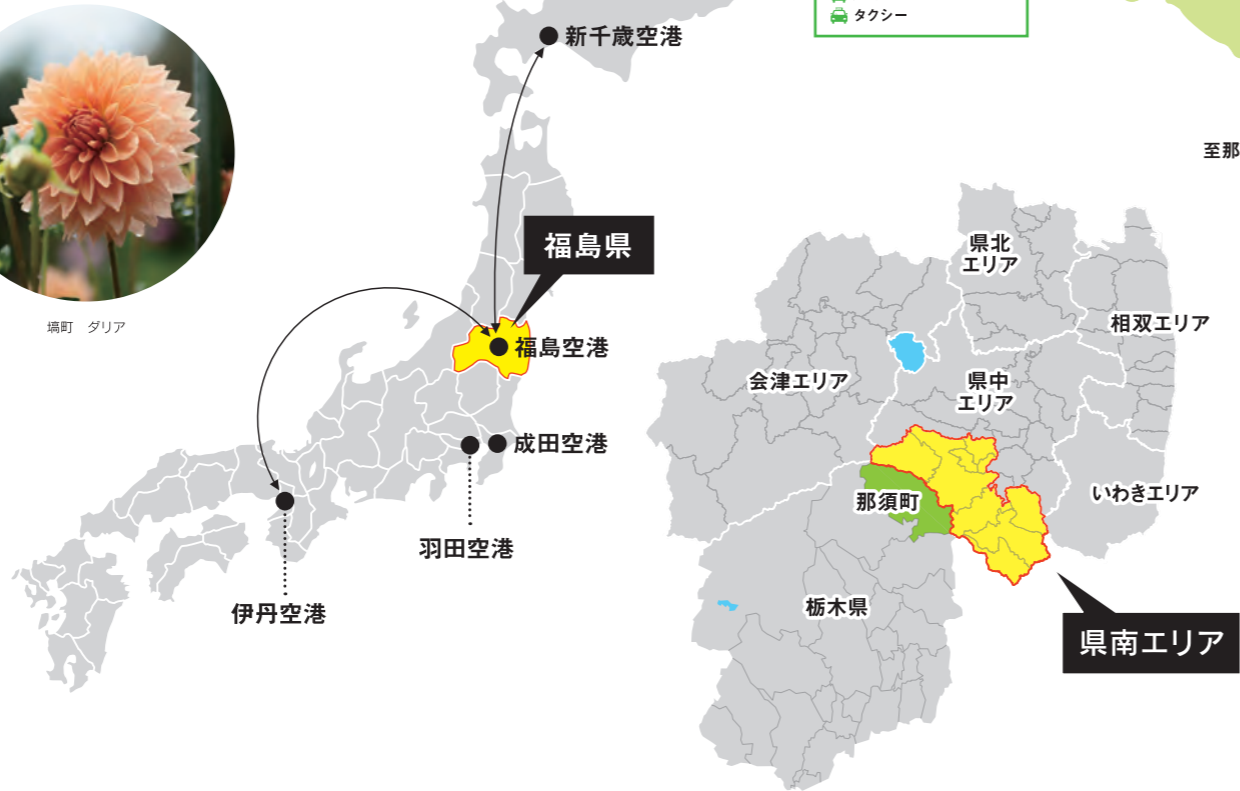 タクシー
新千歳空港
至那
福島県
塙町　ダリア
福島空港
成田空港
羽田空港
伊丹空港
県北
エリア
相双エリア
会津エリア
県中
エリア
那須町
いわきエリア
栃木県
県南エリア